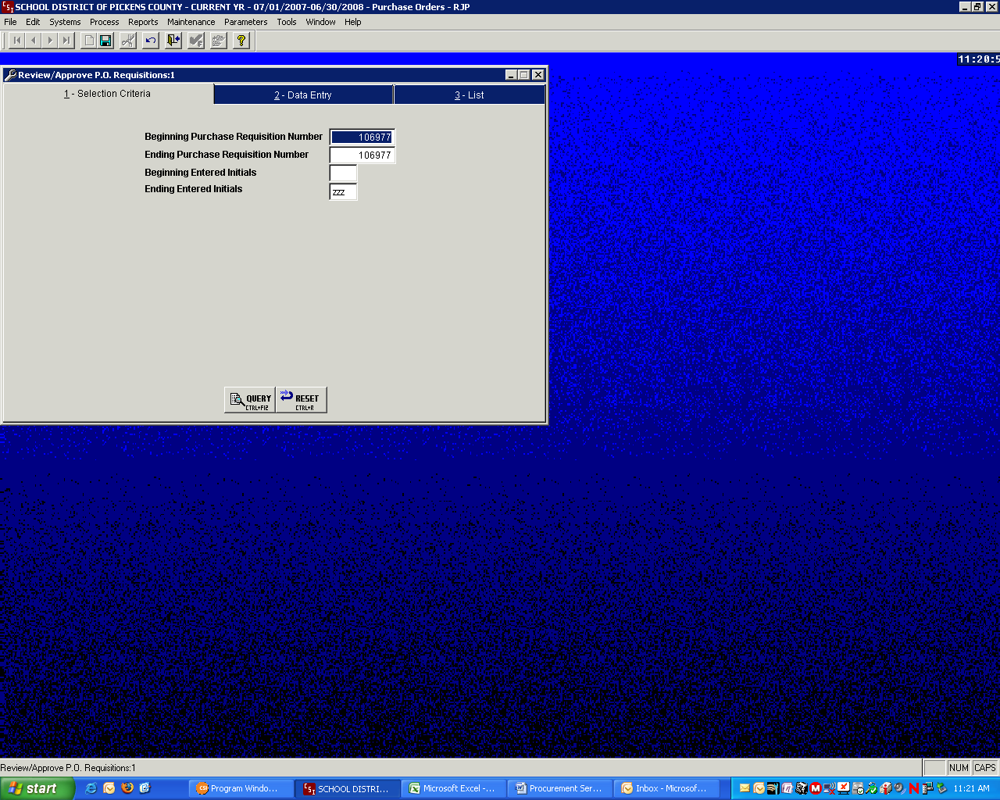 SCHOOL DISTRICT OF PICKENS COUNTY - CURRENT YR - 07/01/2007-06/30/2008 - Purchase Orders - RJP
File Edit Systems Process Reports Maintenance Parameters Tools Window Help
11:20:5
Review/Approve P.O. Requisitions:1
1 - Selection Criteria 2 - Data Entry 3 - List
Beginning Purchase Requisition Number 106977
Ending Purchase Requisition Number 106977
Beginning Entered Initials
Ending Entered Initials zzz
QUERY CTRL+F12 RESET CTRL+R
Review/Approve P.O. Requisitions:1 NUM CAPS
start Program Windo... SCHOOL DISTRI... Microsoft Excel -... Procurement Ser... Inbox - Microsof... 11:21 AM